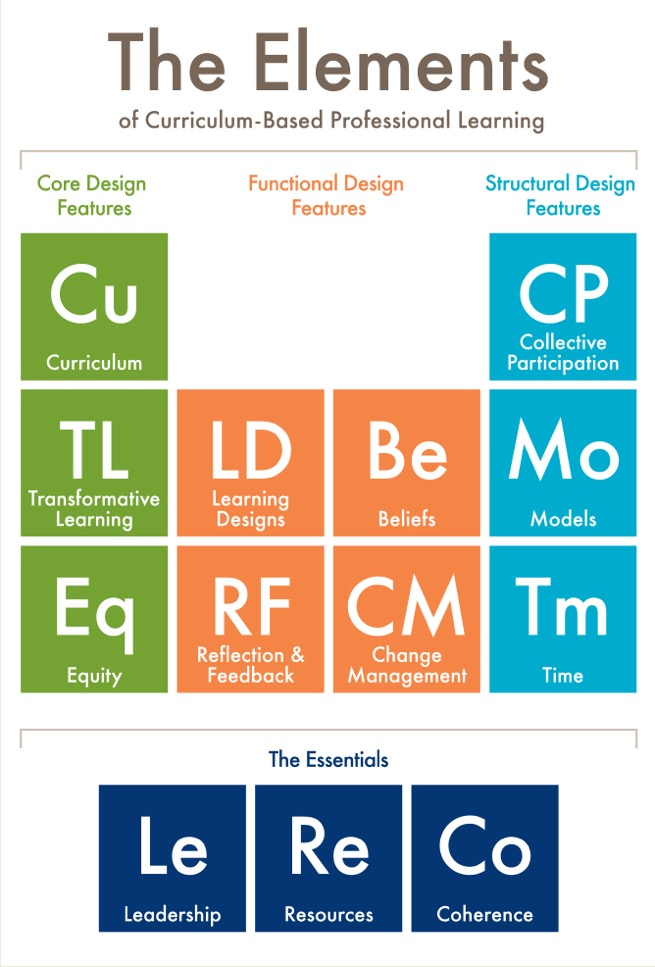 The Elements
of Curriculum-Based Professional Learning
Core Design
Features
Functional Design
Features
Structural Design
Features
Cu
Curriculum
CP
Collective
Participation
TL
Transformative
Learning
LD
Learning
Designs
Be
Beliefs
Mo
Models
Eq
Equity
RF
Reflection &
Feedback
CM
Change
Management
Tm
Time
The Essentials
Le
Leadership
Re
Resources
Co
Coherence